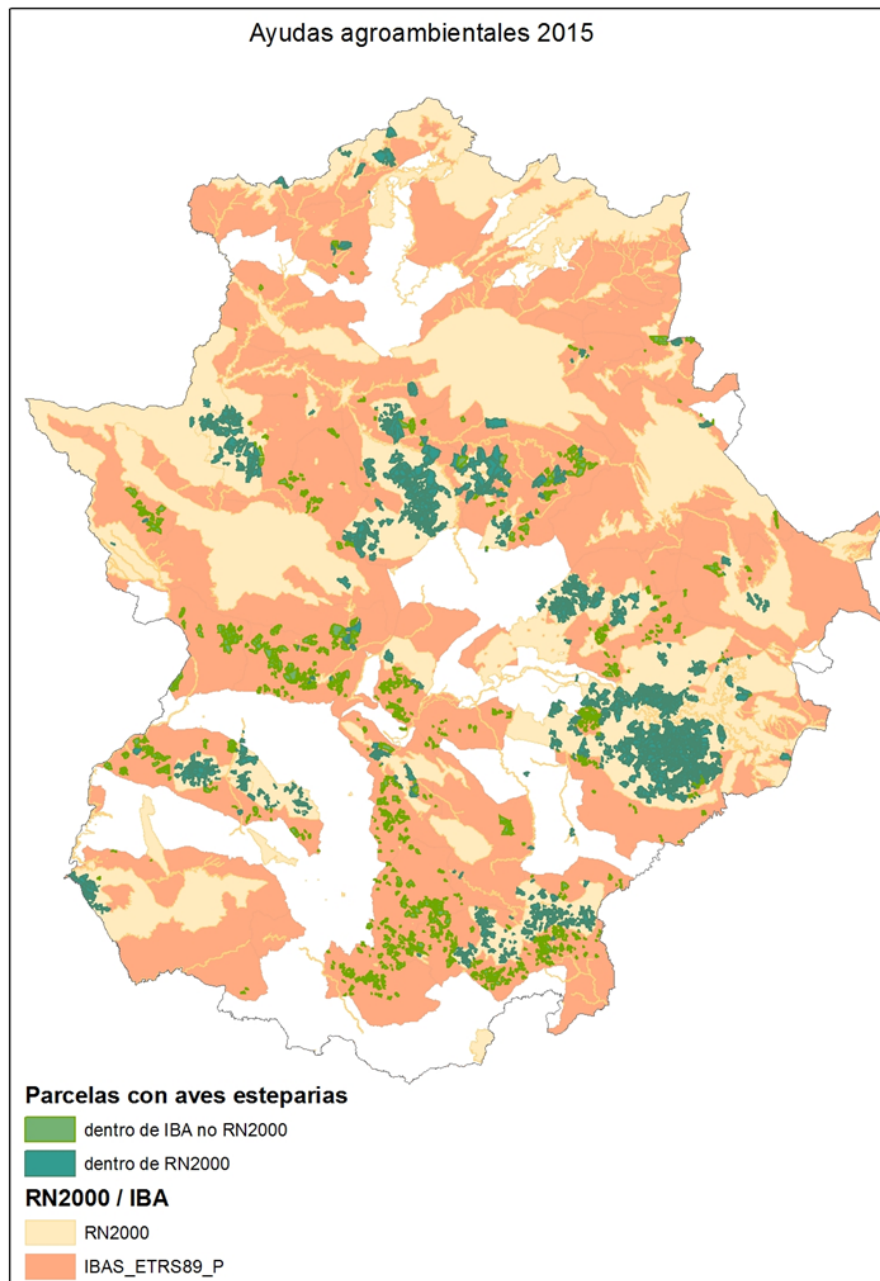 Ayudas agroambientales 2015
Parcelas con aves esteparias
dentro de IBA no RN2000
dentro de RN2000
RN2000 / IBA
RN2000
IBAS_ETRS89_P